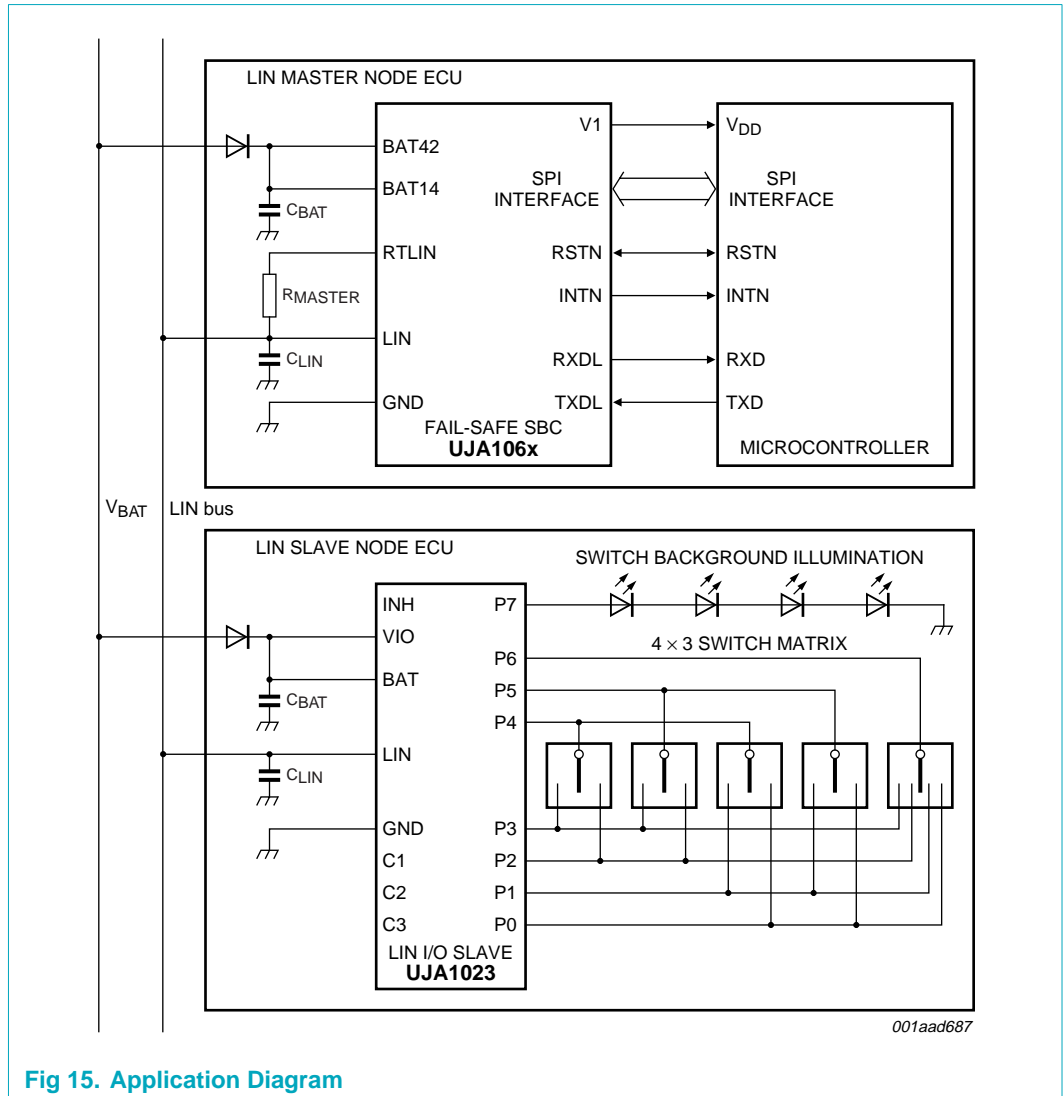 LIN MASTER NODE ECU
BAT42
BAT14
CBAT
RTLIN
RMASTER
LIN
CLIN
GND
V1
SPI
INTERFACE
RSTN
INTN
RXDL
TXDL
FAIL-SAFE SBC
UJA106x
VDD
SPI
INTERFACE
RSTN
INTN
RXD
TXD
MICROCONTROLLER
VBAT
LIN bus
LIN SLAVE NODE ECU
INH
VIO
BAT
CBAT
LIN
CLIN
GND
C1
C2
C3
P7
P6
P5
P4
P3
P2
P1
P0
LIN I/O SLAVE
UJA1023
SWITCH BACKGROUND ILLUMINATION
4 × 3 SWITCH MATRIX
001aad687
Fig 15. Application Diagram